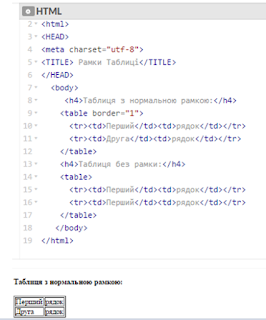 HTML
2 <html>
3 <HEAD>
4 <meta charset="utf-8">
5 <TITLE> Рамки Таблиці</TITLE>
6 </HEAD>
7 <body>
8 <h4>Таблиця з нормальною рамкою:</h4>
9 <table border="1">
10 <tr><td>Перший</td><td>рядок</td></tr>
11 <tr><td>Друга</td><td>рядок</td></tr>
12 </table>
13 <h4>Таблиця без рамки:</h4>
14 <table>
15 <tr><td>Перший</td><td>рядок</td></tr>
16 <tr><td>Перший</td><td>рядок</td></tr>
17 </table>
18 </body>
19 </html>
Таблиця з нормальною рамкою:
Перший рядок
Друга рядок